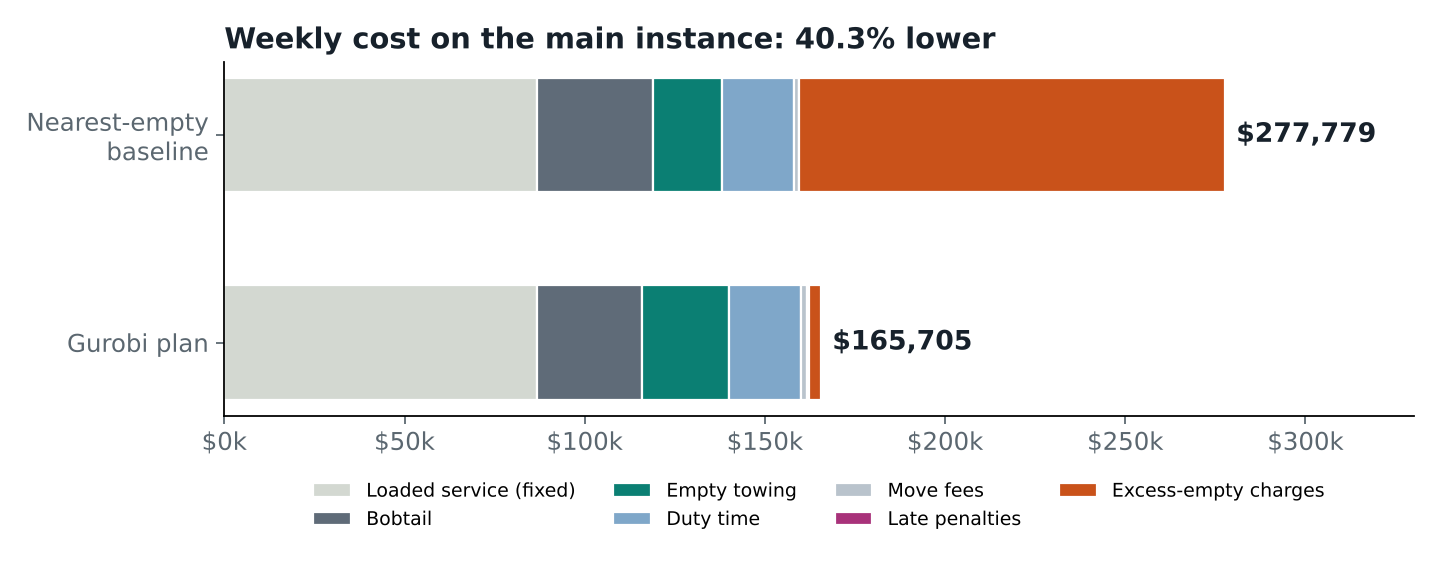 Weekly cost on the main instance: 40.3% lower
Nearest-empty
baseline
$277,779
Gurobi plan
$165,705
$0k $50k $100k $150k $200k $250k $300k
Loaded service (fixed) Empty towing Move fees Excess-empty charges
Bobtail Duty time Late penalties